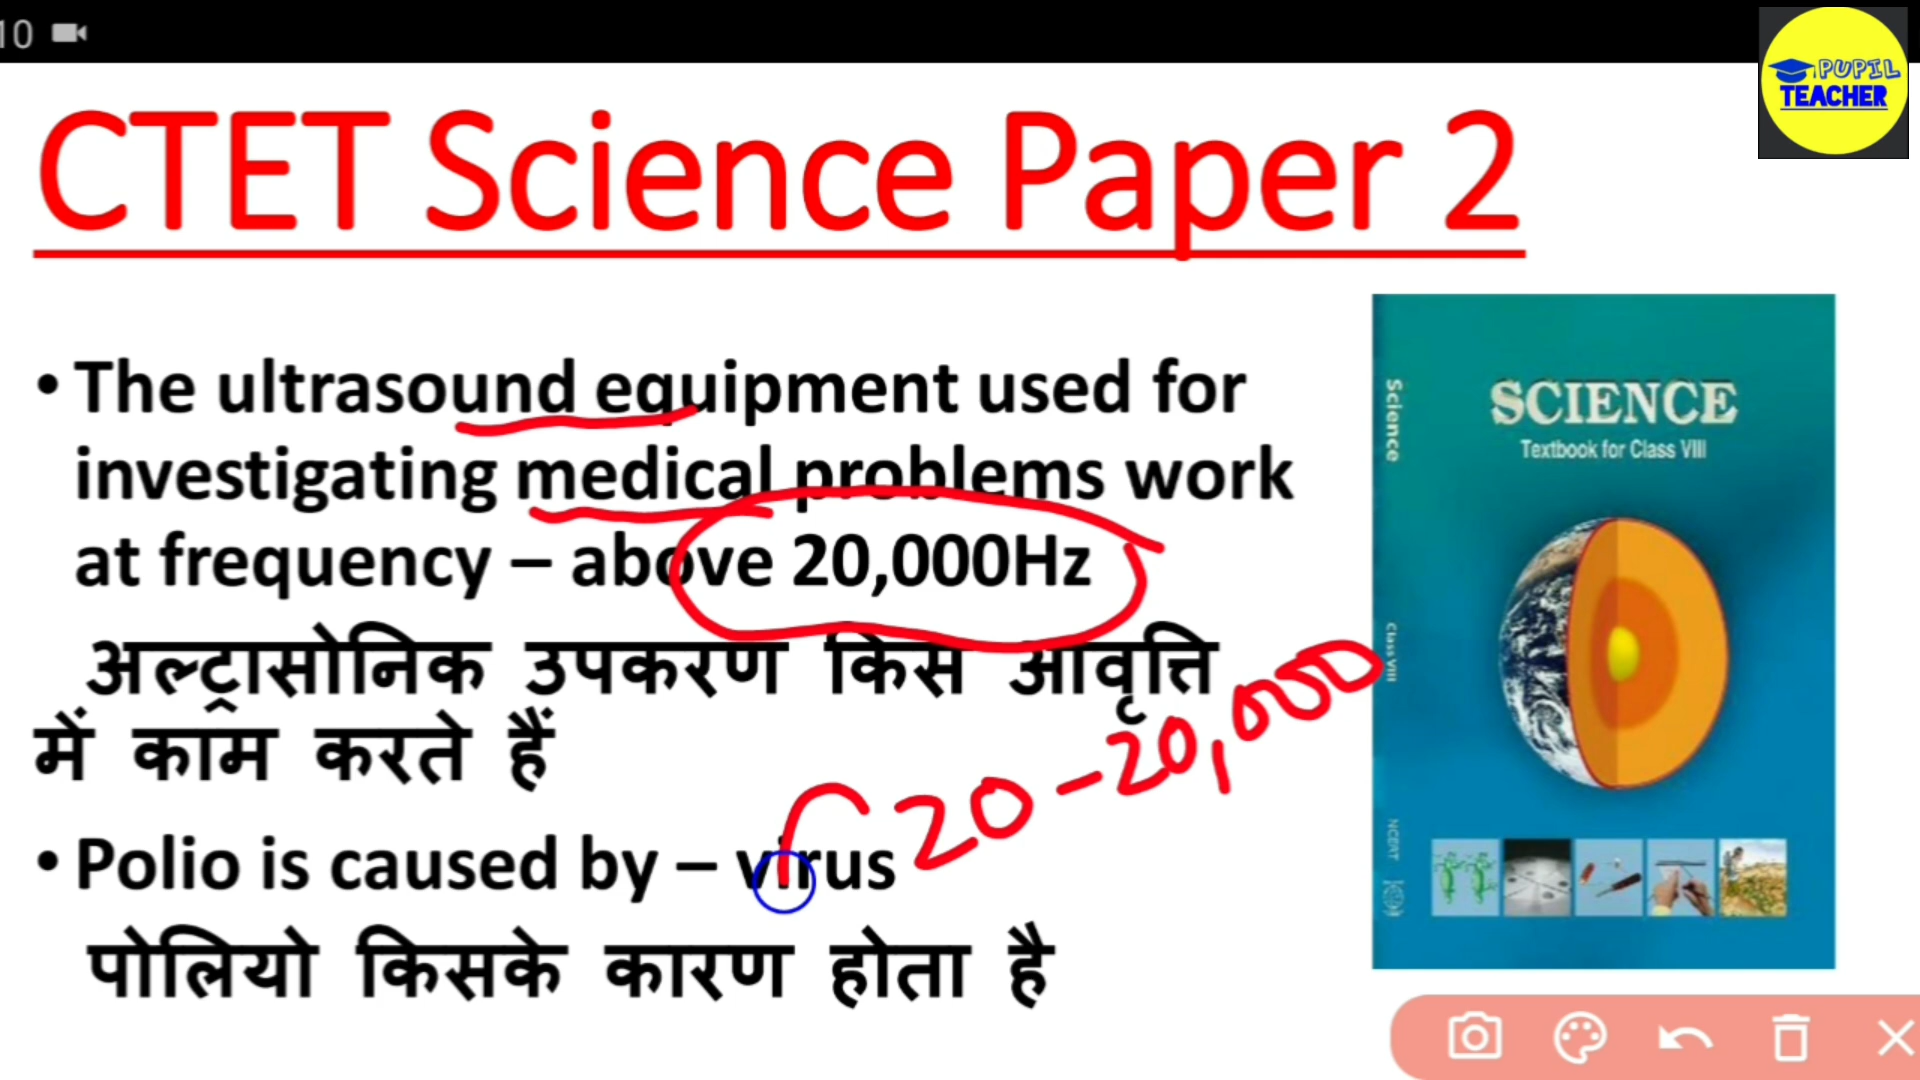 10
PUPIL
TEACHER
CTET Science Paper 2
• The ultrasound equipment used for
investigating medical problems work
at frequency – above 20,000Hz
अल्ट्रासोनिक उपकरण किस आवृत्ति
में काम करते हैं
20-20,000
• Polio is caused by – virus
पोलियो किसके कारण होता है
Science
Class VIII
NCERT
SCIENCE
Textbook for Class VIII